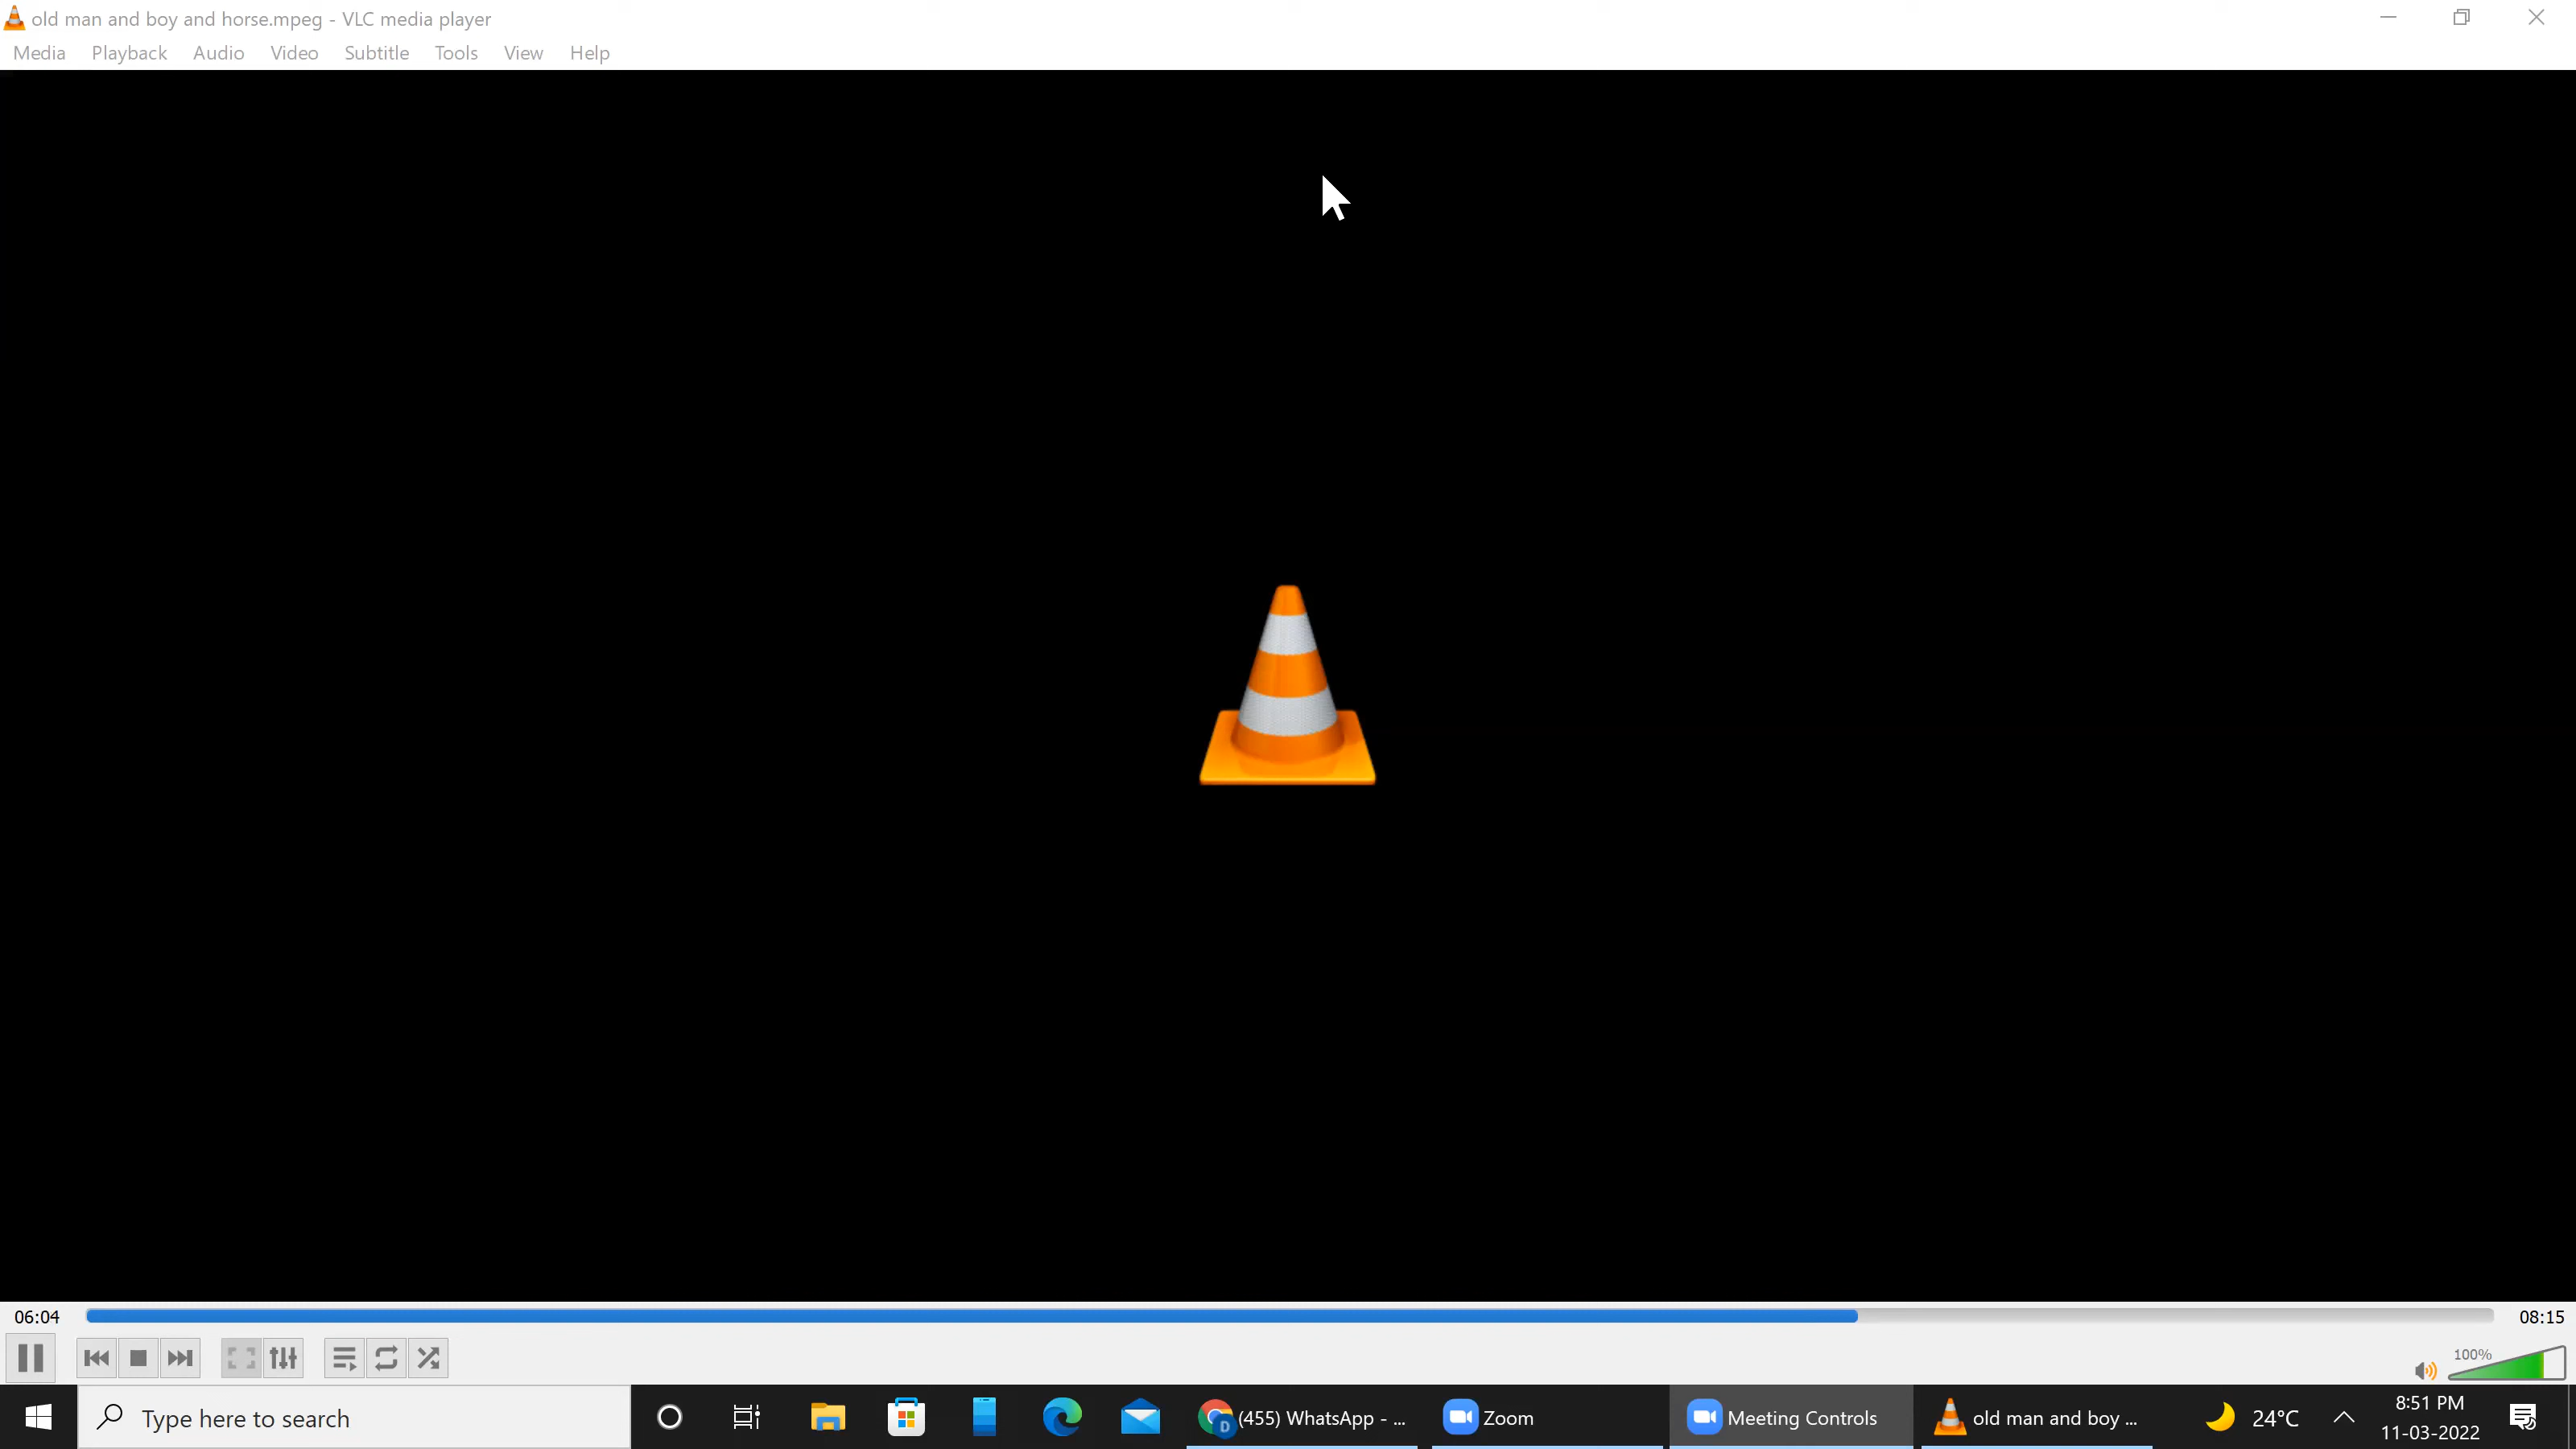 old man and boy and horse.mpeg - VLC media player
Media Playback Audio Video Subtitle Tools View Help
06:04 08:15
100%
Type here to search
D (455) WhatsApp - ... Zoom Meeting Controls old man and boy ... 24°C 8:51 PM
11-03-2022